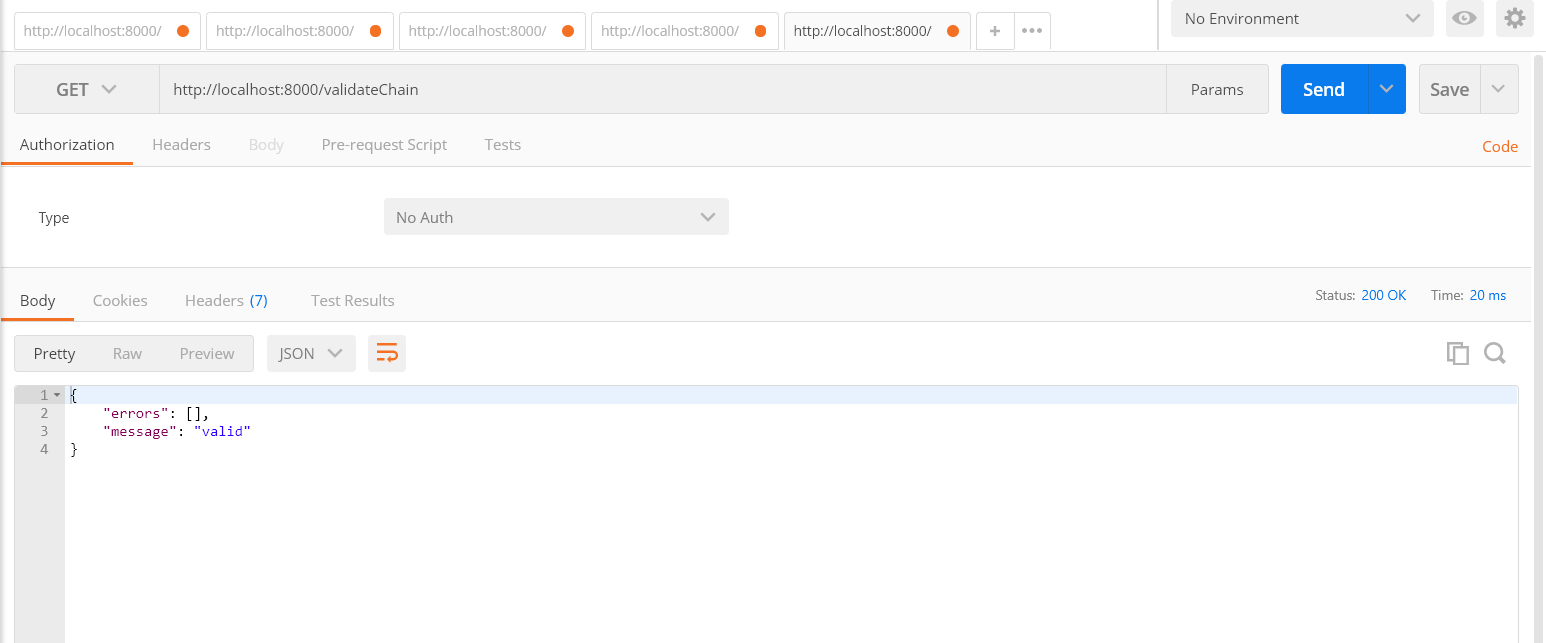 http://localhost:8000/ http://localhost:8000/ http://localhost:8000/ http://localhost:8000/ http://localhost:8000/ + ••• No Environment
GET http://localhost:8000/validateChain Params Send Save
Authorization Headers Body Pre-request Script Tests Code
Type No Auth
Body Cookies Headers (7) Test Results Status: 200 OK Time: 20 ms
Pretty Raw Preview JSON
1 {
2 "errors": [],
3 "message": "valid"
4 }